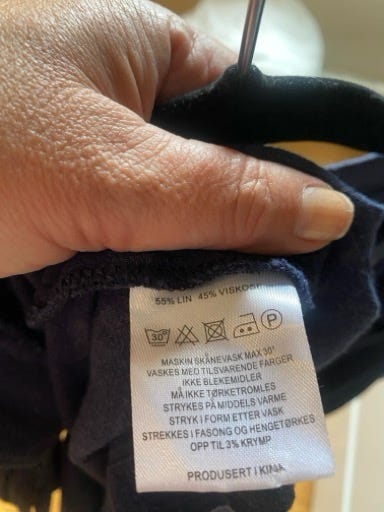 55% LIN 45% VISKOSE
30°
P
MASKIN SKÅNEVASK MAX 30°
VASKES MED TILSVARENDE FARGER
IKKE BLEKEMIDLER
MÅ IKKE TØRKETROMLES
STRYKES PÅ MIDDELS VARME
STRYK I FORM ETTER VASK
STREKKES I FASONG OG HENGETØRKES
OPP TIL 3% KRYMP
PRODUSERT I KINA